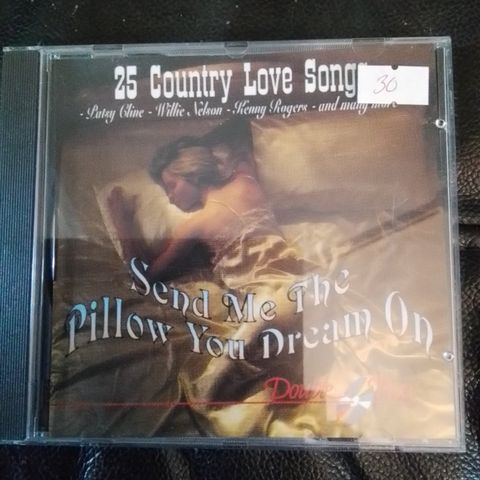 25 Country Love Songs
30
- Patsy Cline - Willie Nelson - Kenny Rogers - and many more
Send Me The
Pillow You Dream On